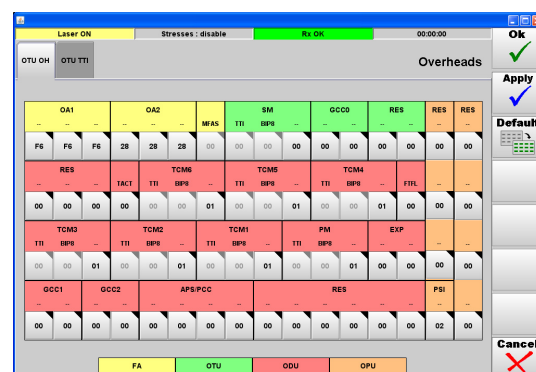 Laser ON Stresses : disable Rx OK 00:00:00
Ok
OTU OH OTU TTI Overheads
Apply
OA1 OA2 SM GCC0 RES RES RES
-- -- -- -- -- -- MFAS TTI BIP8 -- -- -- -- -- -- --
Default
F6 F6 F6 28 28 28 00 00 00 00 00 00 00 00 00 00
RES TCM6 TCM5 TCM4
-- -- -- TACT TTI BIP8 -- TTI BIP8 -- TTI BIP8 -- FTFL -- --
00 00 00 00 00 00 01 00 00 01 00 00 01 00 00 00
TCM3 TCM2 TCM1 PM EXP
TTI BIP8 -- TTI BIP8 -- TTI BIP8 -- TTI BIP8 -- -- -- -- --
00 00 01 00 00 01 00 00 01 00 00 01 00 00 00 00
GCC1 GCC2 APS/PCC RES PSI
-- -- -- -- -- -- -- -- -- -- -- -- -- -- -- --
00 00 00 00 00 00 00 00 00 00 00 00 00 00 02 00
Cancel
FA OTU ODU OPU